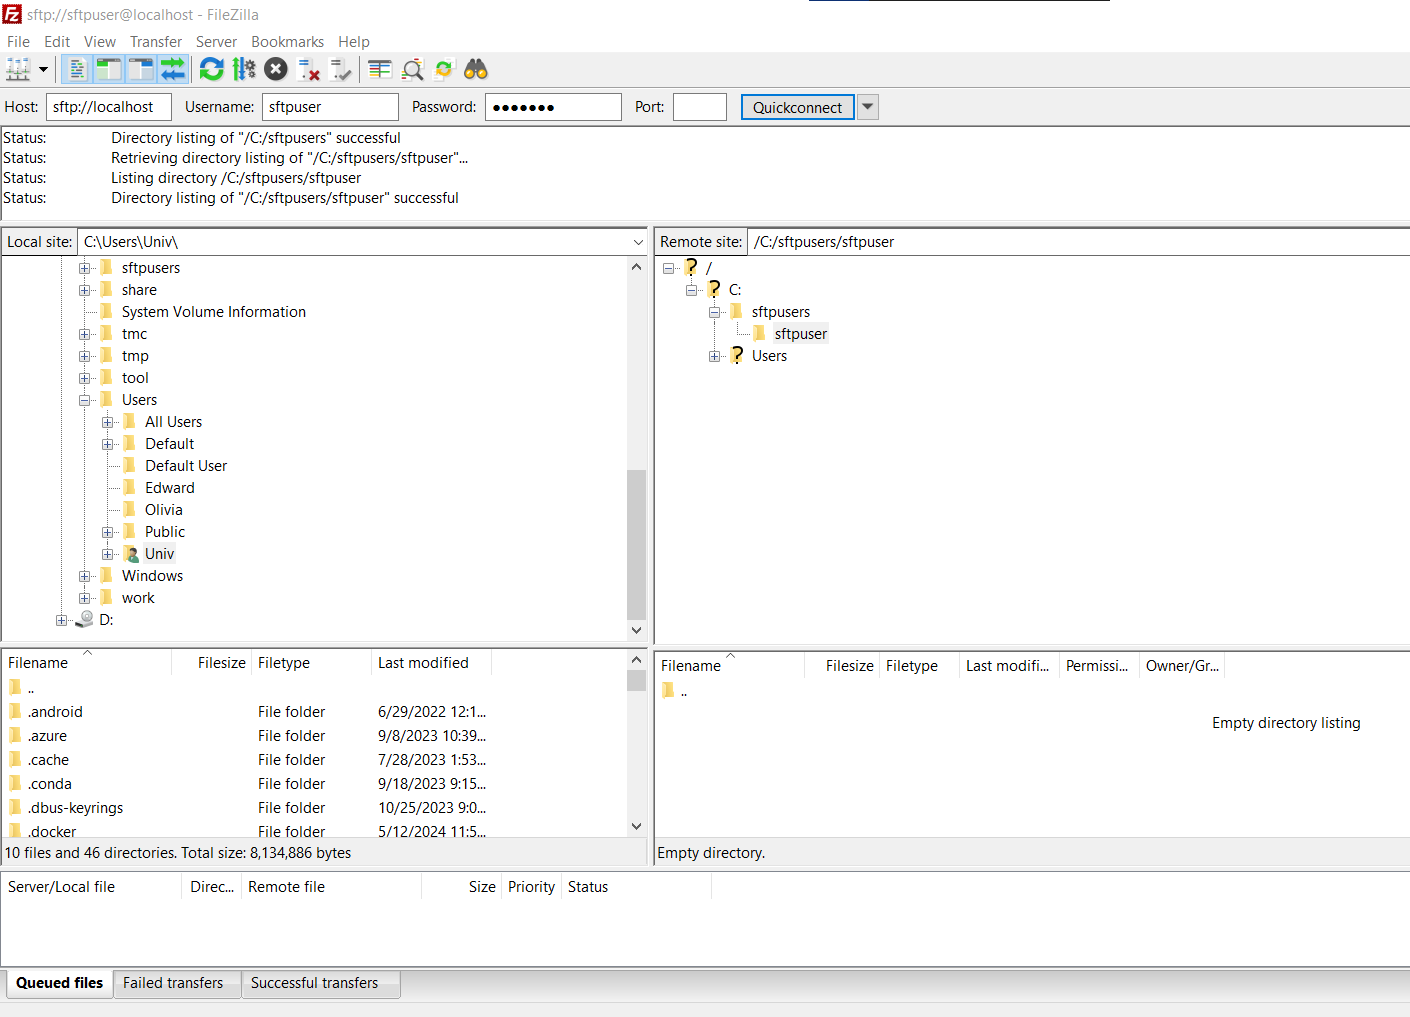 sftp://sftpuser@localhost - FileZilla
File Edit View Transfer Server Bookmarks Help
Host: sftp://localhost Username: sftpuser Password: ●●●●●●● Port: Quickconnect
Status: Directory listing of "/C:/sftpusers" successful
Status: Retrieving directory listing of "/C:/sftpusers/sftpuser"...
Status: Listing directory /C:/sftpusers/sftpuser
Status: Directory listing of "/C:/sftpusers/sftpuser" successful
Local site: C:\Users\Univ\
sftpusers
share
System Volume Information
tmc
tmp
tool
Users
All Users
Default
Default User
Edward
Olivia
Public
Univ
Windows
work
D:
Filename Filesize Filetype Last modified
..
.android File folder 6/29/2022 12:1...
.azure File folder 9/8/2023 10:39...
.cache File folder 7/28/2023 1:53...
.conda File folder 9/18/2023 9:15...
.dbus-keyrings File folder 10/25/2023 9:0...
.docker File folder 5/12/2024 11:5...
10 files and 46 directories. Total size: 8,134,886 bytes
Remote site: /C:/sftpusers/sftpuser
/
C:
sftpusers
sftpuser
Users
Filename Filesize Filetype Last modifi... Permissi... Owner/Gr...
..
Empty directory listing
Empty directory.
Server/Local file Direc... Remote file Size Priority Status
Queued files Failed transfers Successful transfers